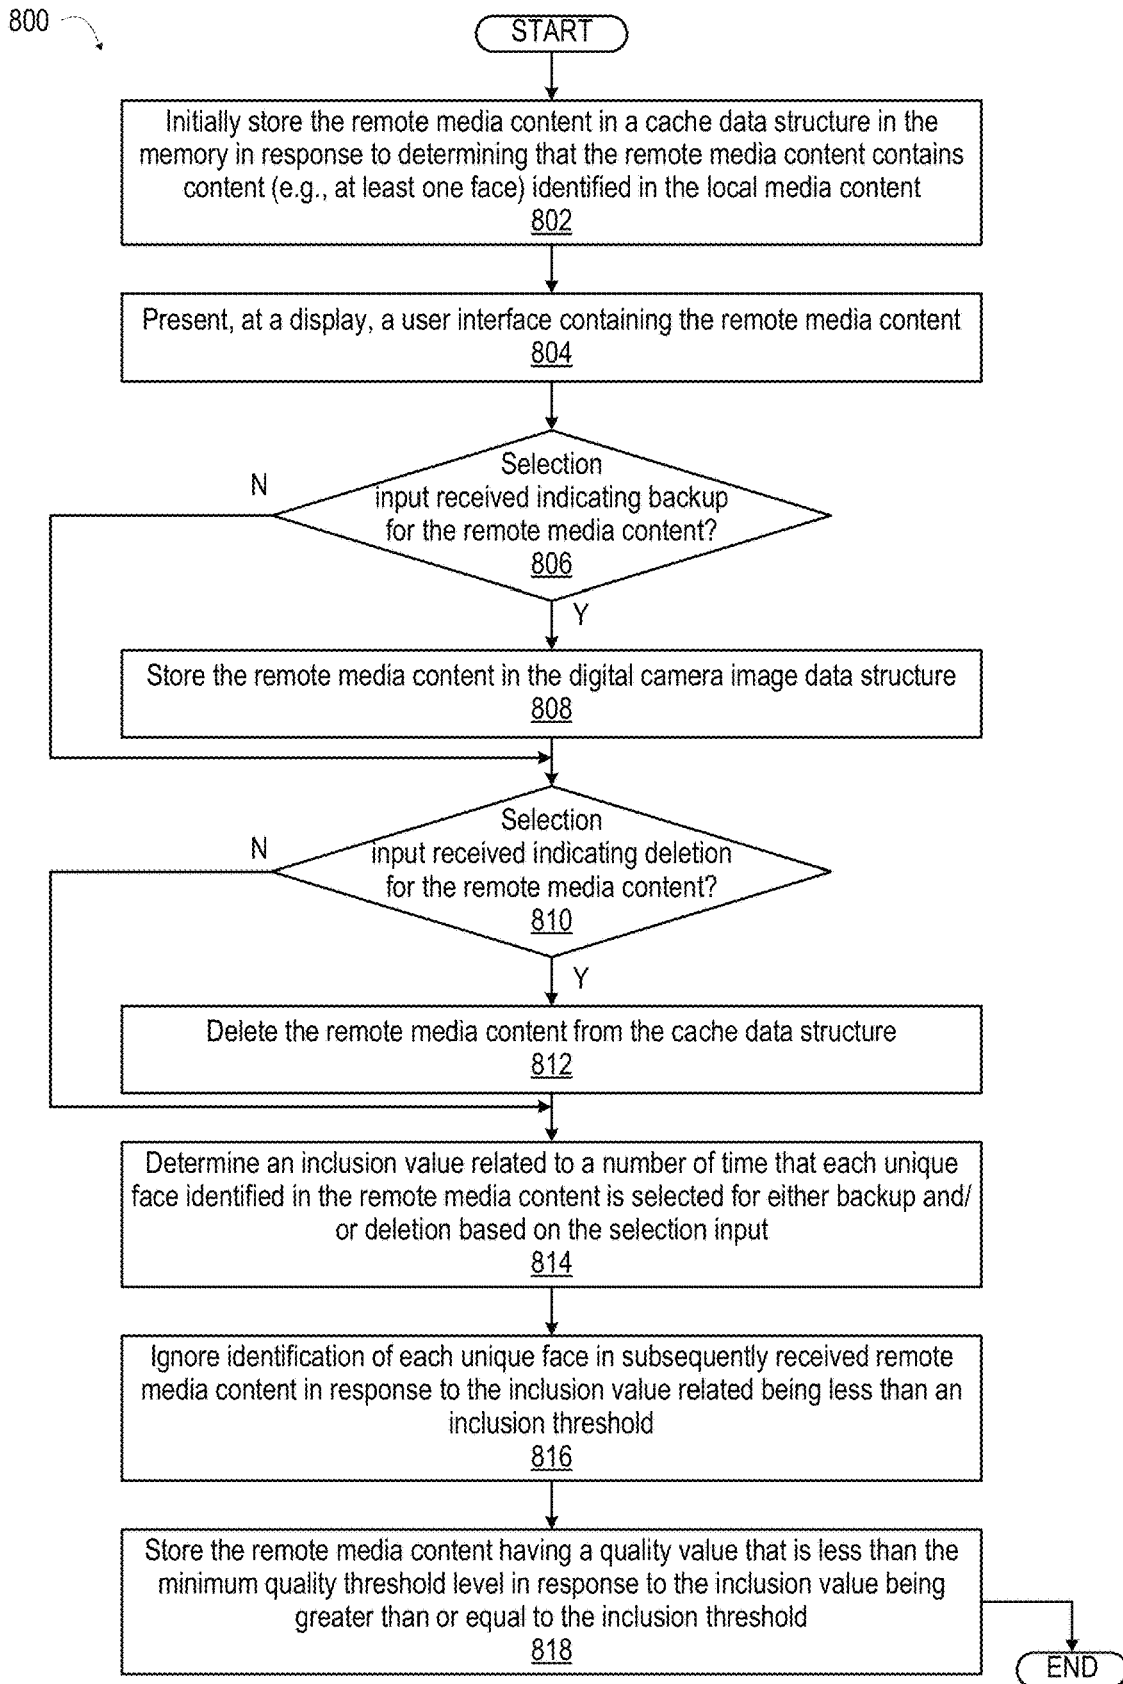 800
START
Initially store the remote media content in a cache data structure in the
memory in response to determining that the remote media content contains
content (e.g., at least one face) identified in the local media content
802
Present, at a display, a user interface containing the remote media content
804
Selection
input received indicating backup
for the remote media content?
806
N
Y
Store the remote media content in the digital camera image data structure
808
Selection
input received indicating deletion
for the remote media content?
810
N
Y
Delete the remote media content from the cache data structure
812
Determine an inclusion value related to a number of time that each unique
face identified in the remote media content is selected for either backup and/
or deletion based on the selection input
814
Ignore identification of each unique face in subsequently received remote
media content in response to the inclusion value related being less than an
inclusion threshold
816
Store the remote media content having a quality value that is less than the
minimum quality threshold level in response to the inclusion value being
greater than or equal to the inclusion threshold
818
END